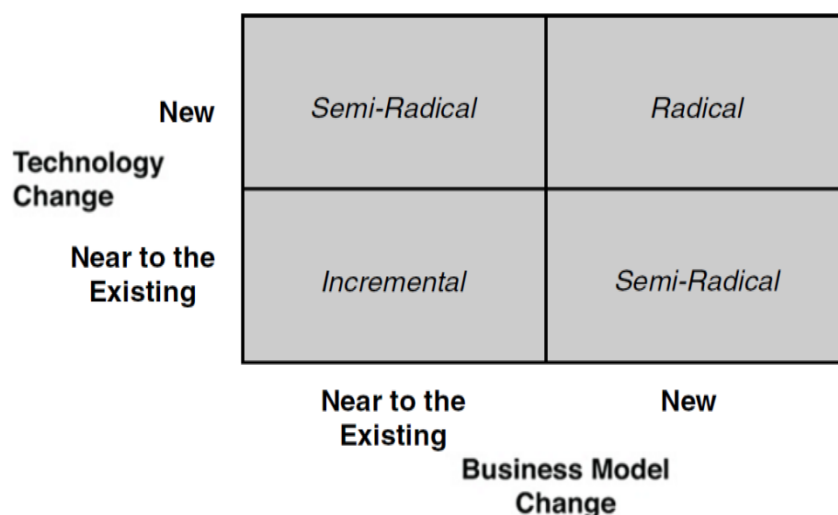 New
Semi-Radical
Radical
Technology
Change
Near to the
Existing
Incremental
Semi-Radical
Near to the
Existing
New
Business Model
Change